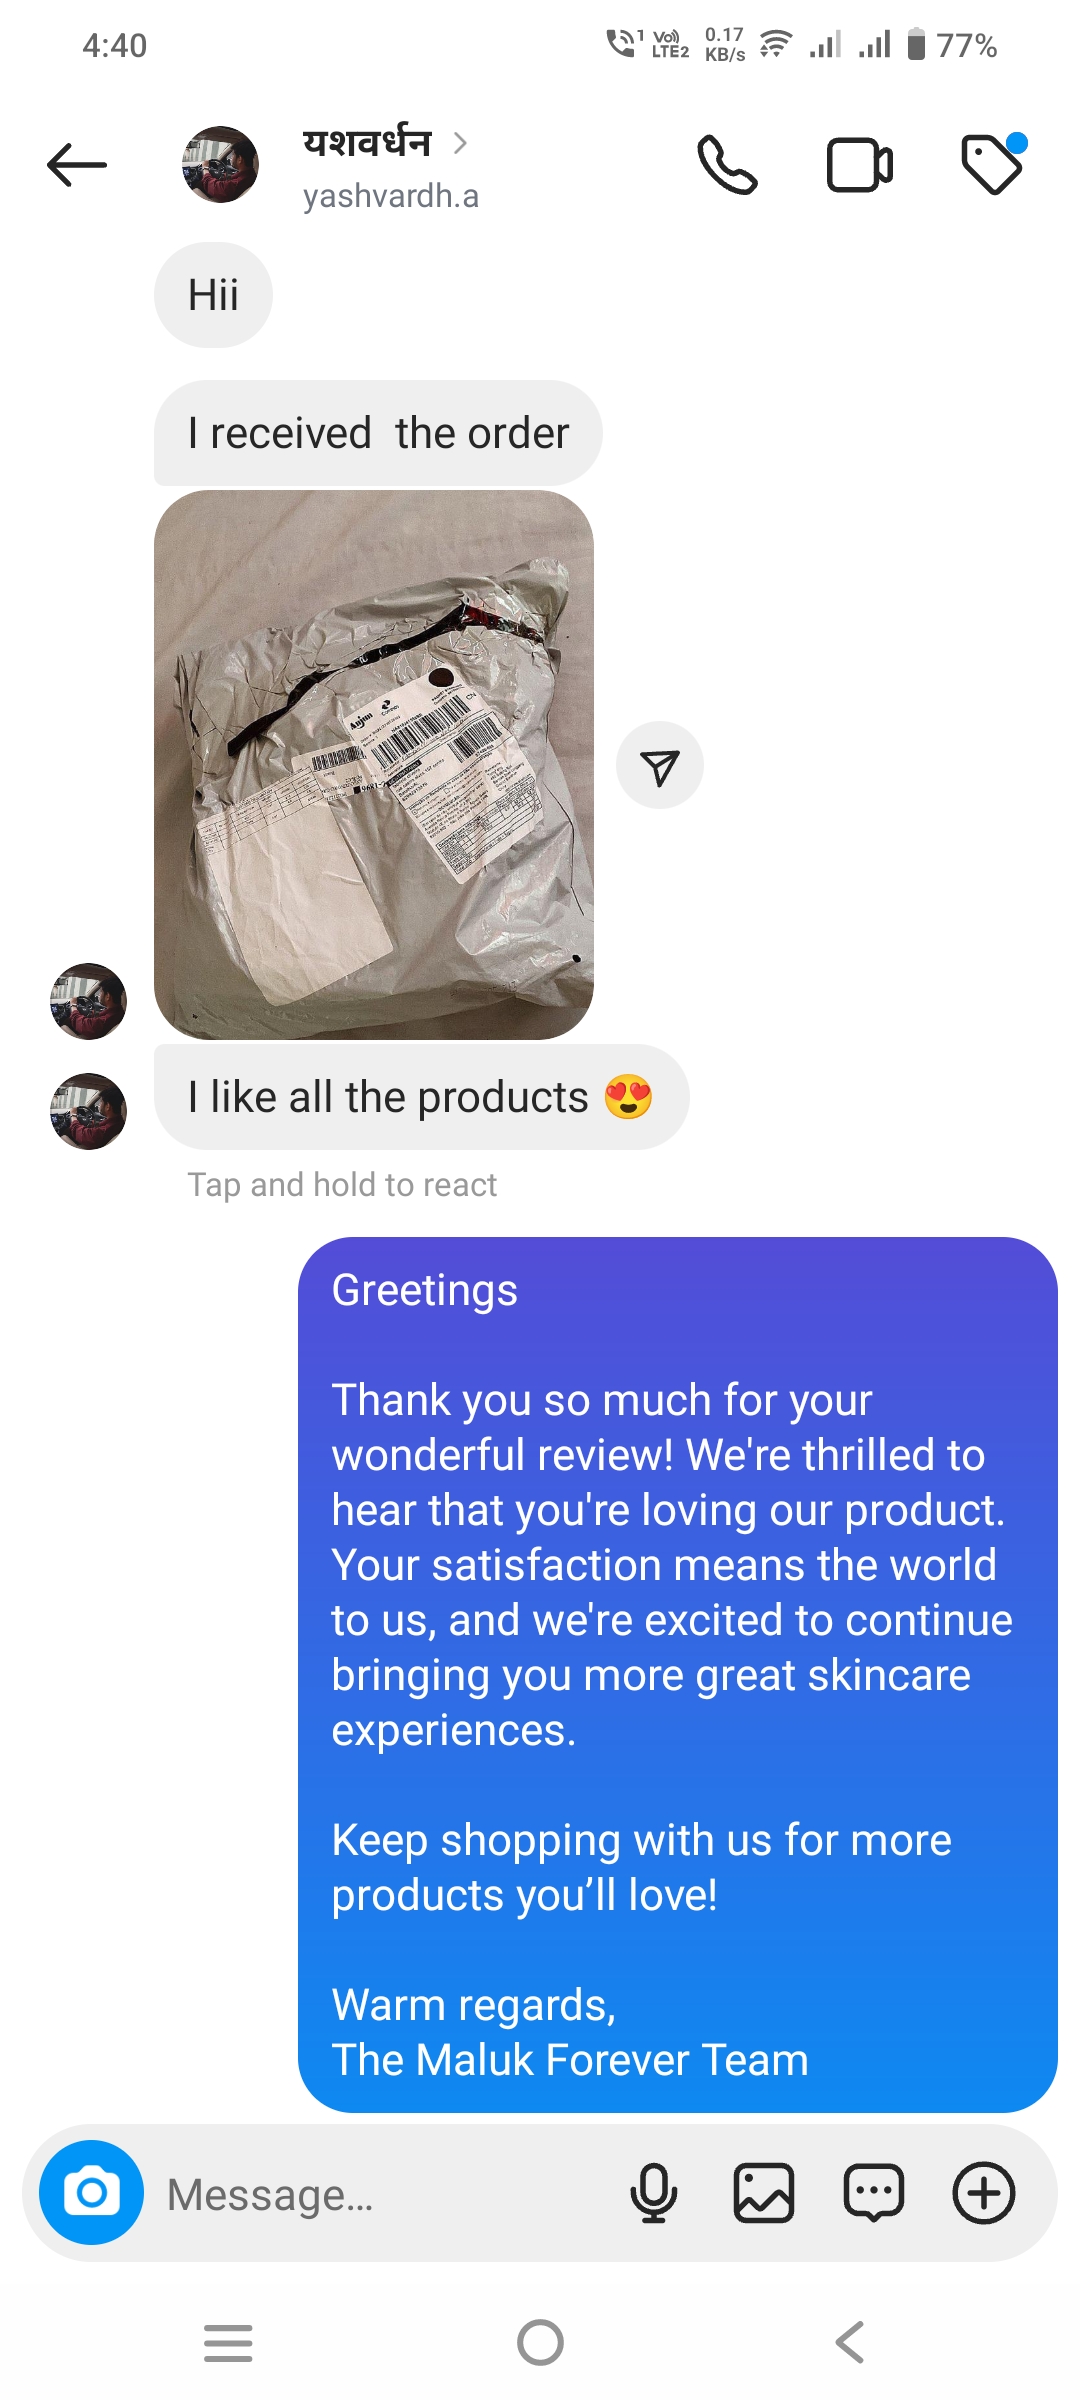 4:40
1 Vo)) LTE2 0.17 KB/s 77%
यशवर्धन
yashvardh.a
Hii
I received the order
Anjun
I like all the products 😍
Tap and hold to react
Greetings
Thank you so much for your
wonderful review! We're thrilled to
hear that you're loving our product.
Your satisfaction means the world
to us, and we're excited to continue
bringing you more great skincare
experiences.
Keep shopping with us for more
products you’ll love!
Warm regards,
The Maluk Forever Team
Message...